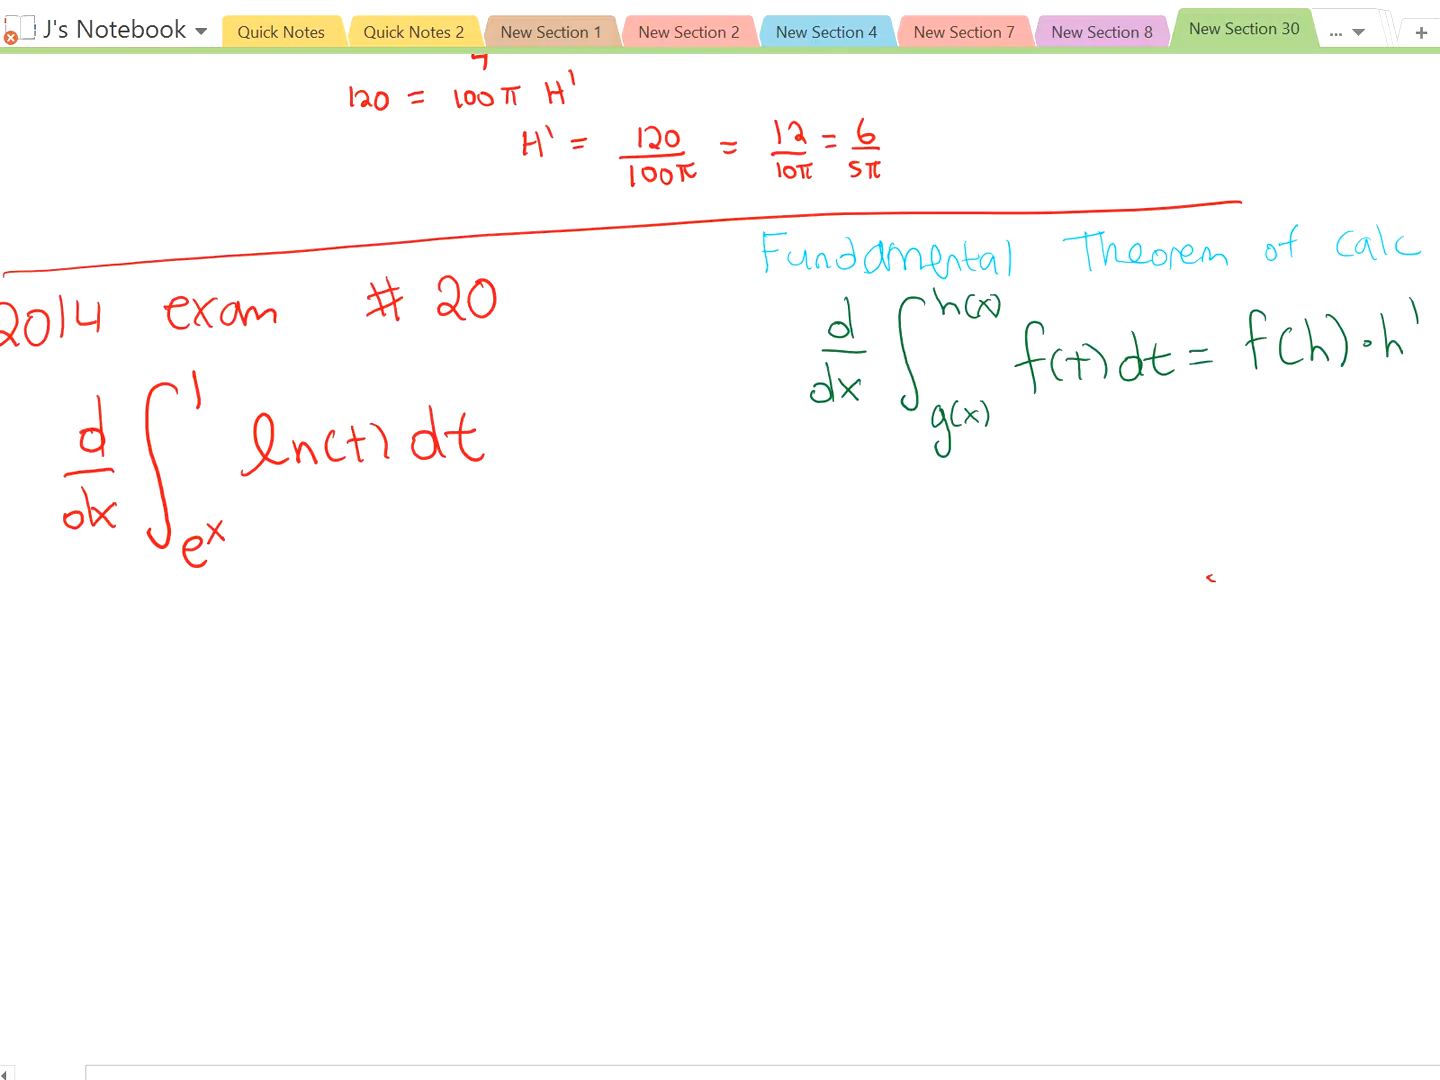 J's Notebook Quick Notes Quick Notes 2 New Section 1 New Section 2 New Section 4 New Section 7 New Section 8 New Section 30 ... +
120 = 100π H'
H' = 120/100π = 12/10π = 6/5π
Fundamental Theorem of Calc
2014 exam # 20
d/dx ∫_{g(x)}^{h(x)} f(t) dt = f(h) · h'
d/dx ∫_{e^x}^{1} ln(t) dt